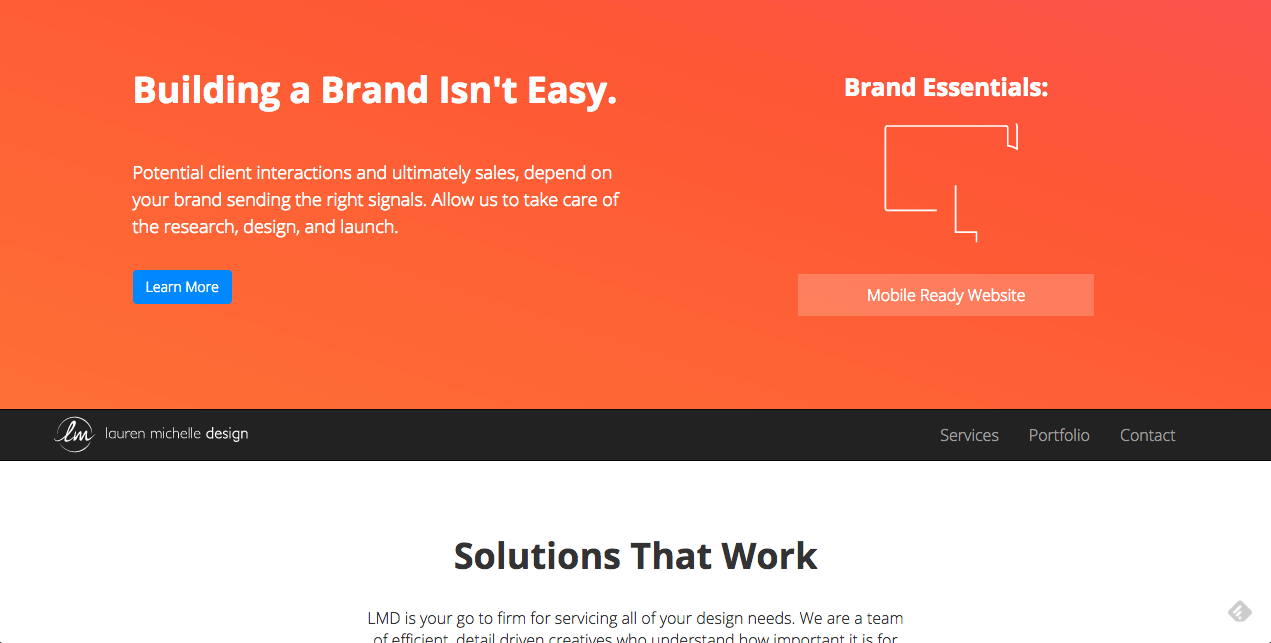 Building a Brand Isn't Easy.
Potential client interactions and ultimately sales, depend on
your brand sending the right signals. Allow us to take care of
the research, design, and launch.
Learn More
Brand Essentials:
Mobile Ready Website
lm lauren michelle design
Services
Portfolio
Contact
Solutions That Work
LMD is your go to firm for servicing all of your design needs. We are a team
of efficient, detail driven creatives who understand how important it is for